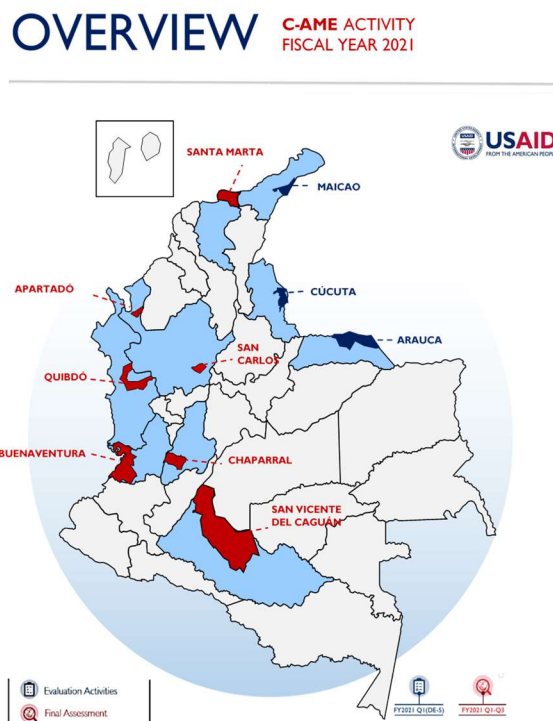 OVERVIEW
C-AME ACTIVITY
FISCAL YEAR 2021
USAID
FROM THE AMERICAN PEOPLE
SANTA MARTA
MAICAO
APARTADÓ
CÚCUTA
ARAUCA
SAN
CARLOS
QUIBDÓ
BUENAVENTURA
CHAPARRAL
SAN VICENTE
DEL CAGUÁN
Evaluation Activities
Final Assessment
FY2021 Q1(DE-5)
FY2021 Q1-Q3